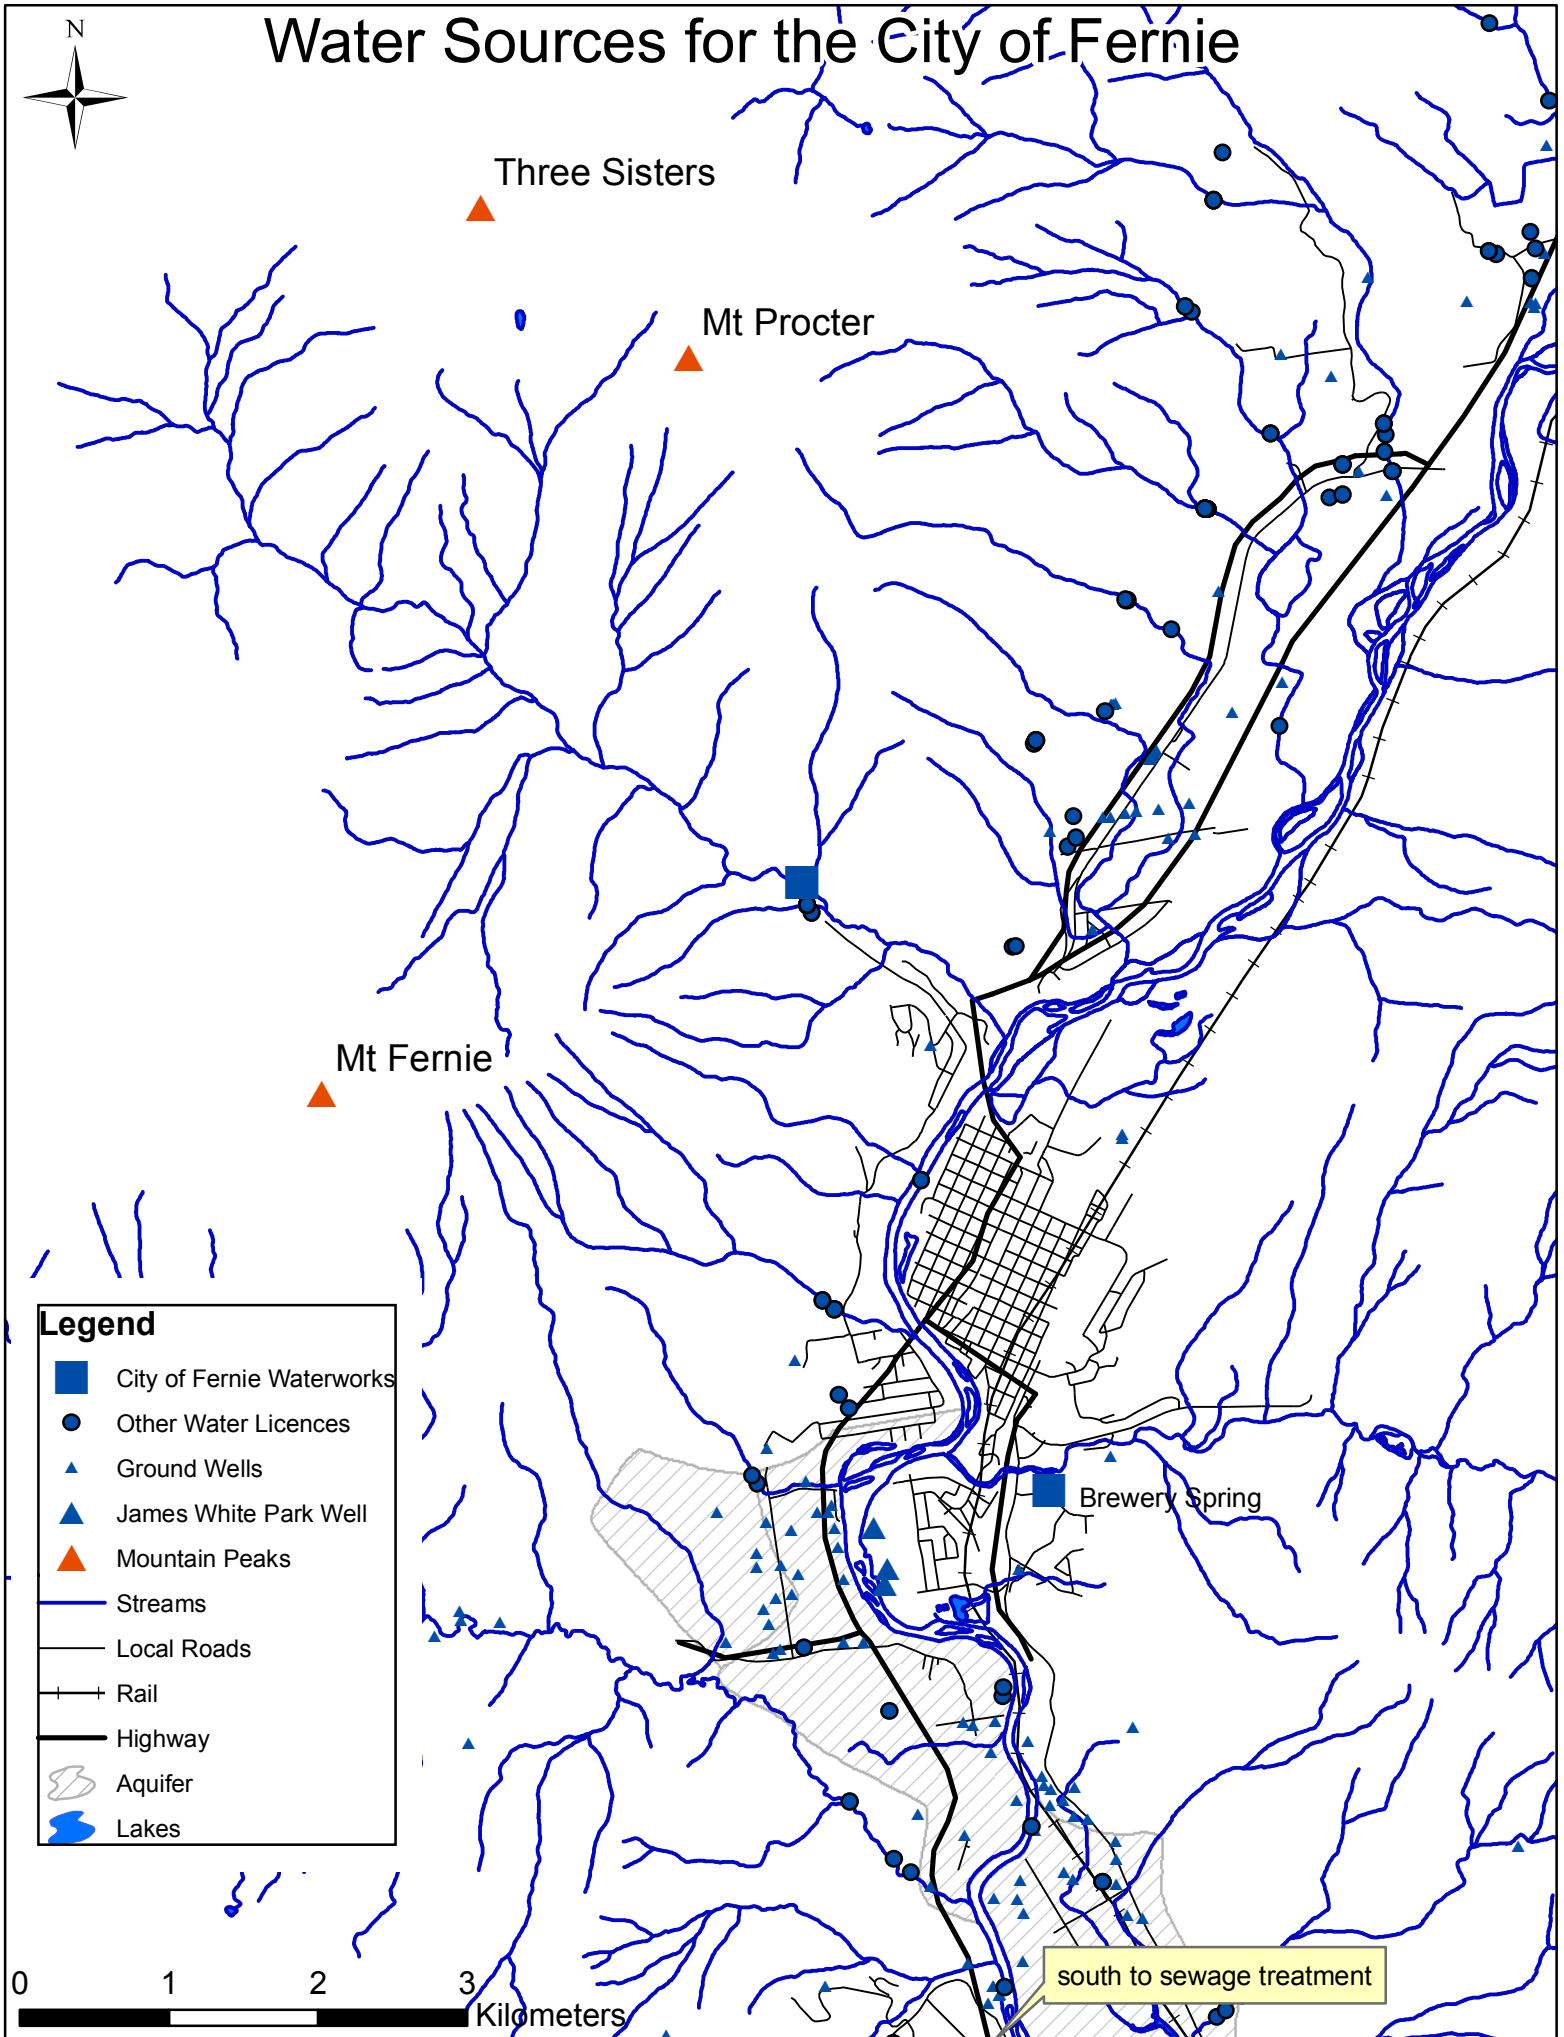 Water Sources for the City of Fernie
N
Three Sisters
Mt Procter
Mt Fernie
Brewery Spring
Legend
City of Fernie Waterworks
Other Water Licences
Ground Wells
James White Park Well
Mountain Peaks
Streams
Local Roads
Rail
Highway
Aquifer
Lakes
south to sewage treatment
0 1 2 3
Kilometers